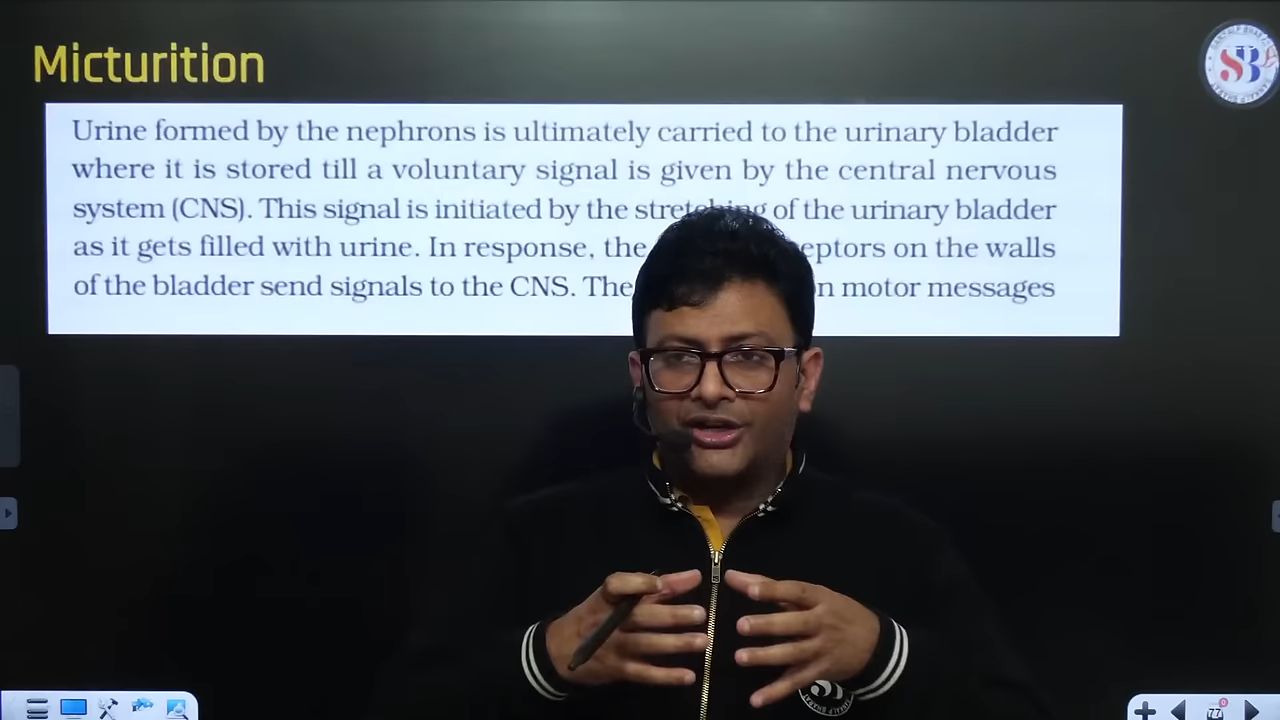 Micturition
Urine formed by the nephrons is ultimately carried to the urinary bladder
where it is stored till a voluntary signal is given by the central nervous
system (CNS). This signal is initiated by the stretching of the urinary bladder
as it gets filled with urine. In response, the
on the walls
of the bladder send signals to the CNS. The
motor messages
SB
77